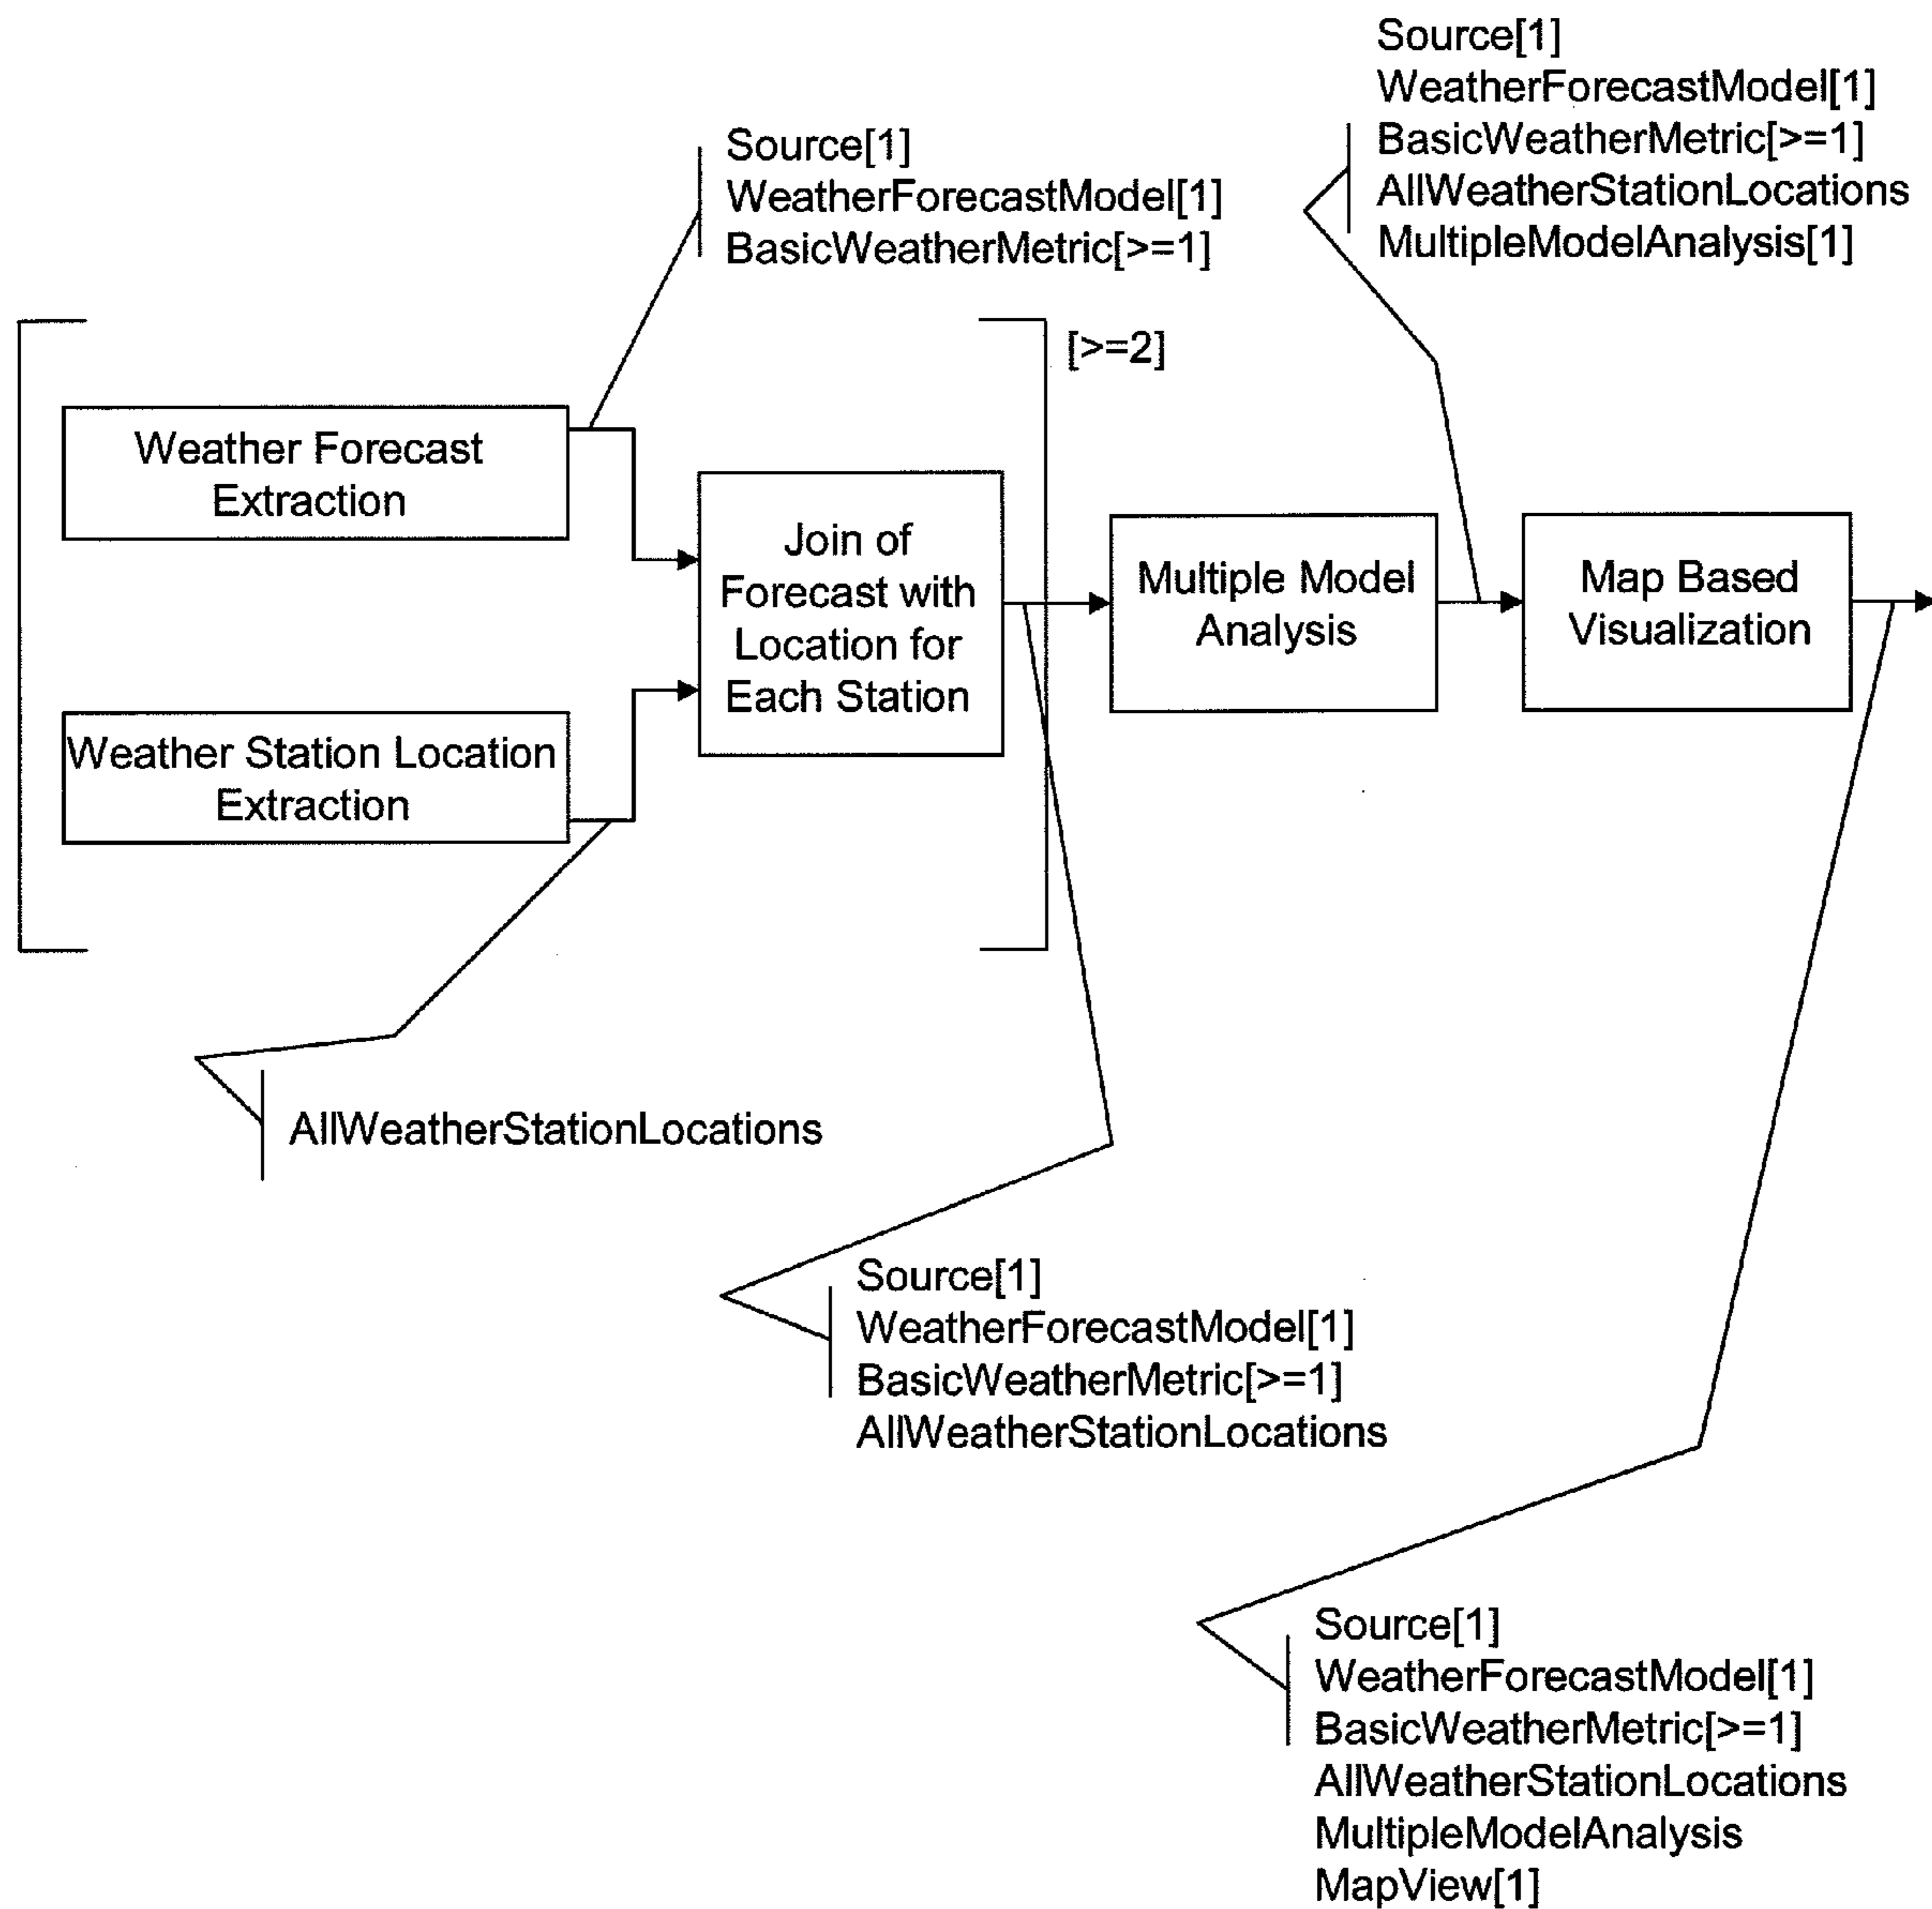 Source[1]
WeatherForecastModel[1]
BasicWeatherMetric[>=1]
AllWeatherStationLocations
MultipleModelAnalysis[1]
Source[1]
WeatherForecastModel[1]
BasicWeatherMetric[>=1]
[>=2]
Weather Forecast
Extraction
Weather Station Location
Extraction
Join of
Forecast with
Location for
Each Station
Multiple Model
Analysis
Map Based
Visualization
AllWeatherStationLocations
Source[1]
WeatherForecastModel[1]
BasicWeatherMetric[>=1]
AllWeatherStationLocations
Source[1]
WeatherForecastModel[1]
BasicWeatherMetric[>=1]
AllWeatherStationLocations
MultipleModelAnalysis
MapView[1]